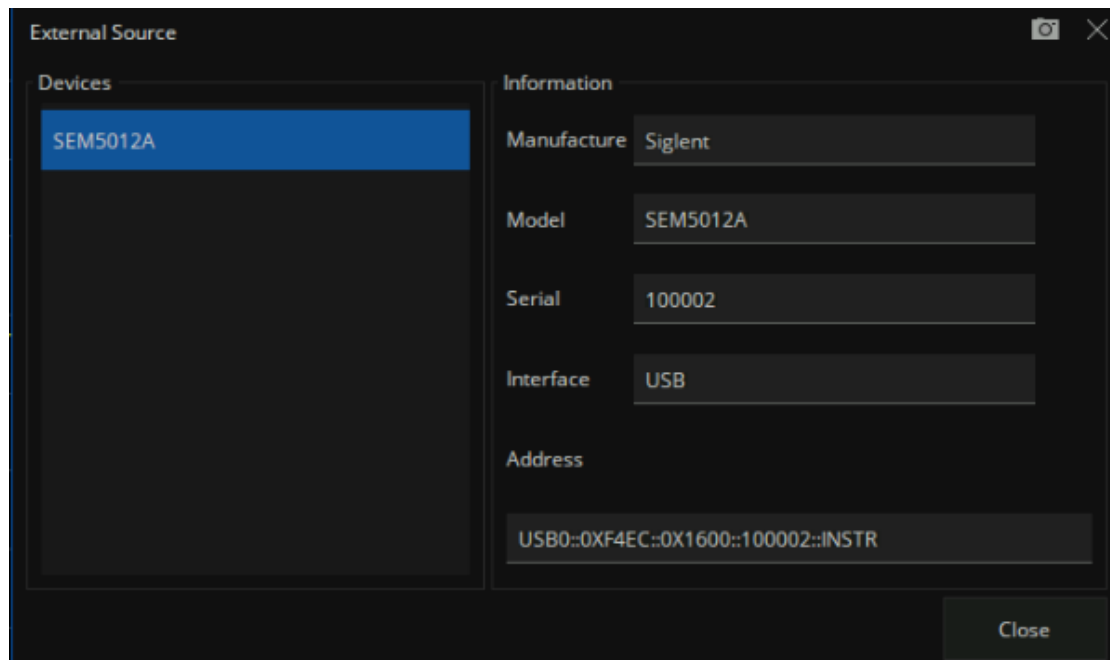 External Source
Devices
SEM5012A
Information
Manufacture Siglent
Model SEM5012A
Serial 100002
Interface USB
Address
USB0::0XF4EC::0X1600::100002::INSTR
Close